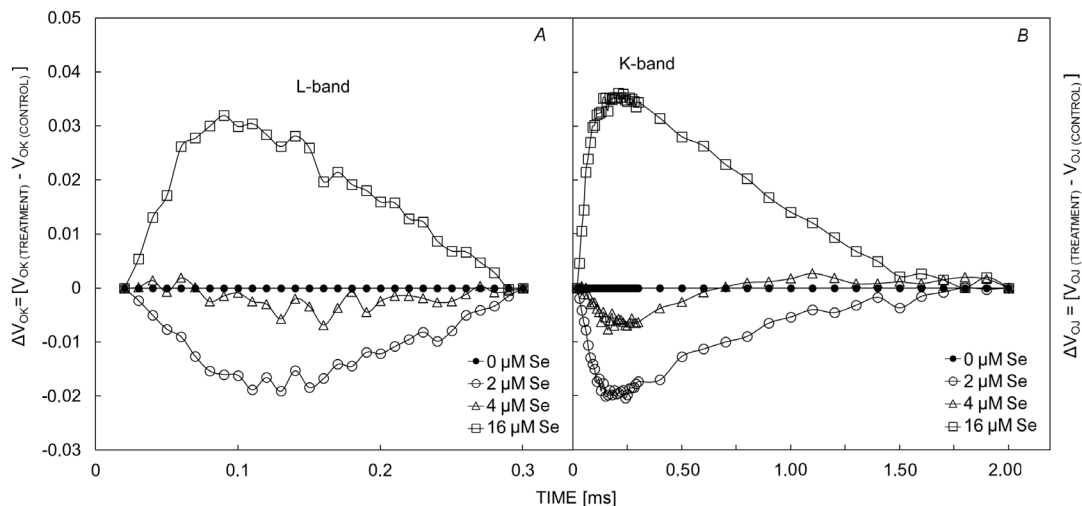 ΔV_OK = [V_OK (TREATMENT) - V_OK (CONTROL)
0.05
0.04
0.03
0.02
0.01
0
-0.01
-0.02
-0.03
A
L-band
0 µM Se
2 µM Se
4 µM Se
16 µM Se
0
0.1
0.2
0.3
B
K-band
0 µM Se
2 µM Se
4 µM Se
16 µM Se
0
0.50
1.00
1.50
2.00
TIME [ms]
ΔV_OJ = [V_OJ (TREATMENT) - V_OJ (CONTROL)